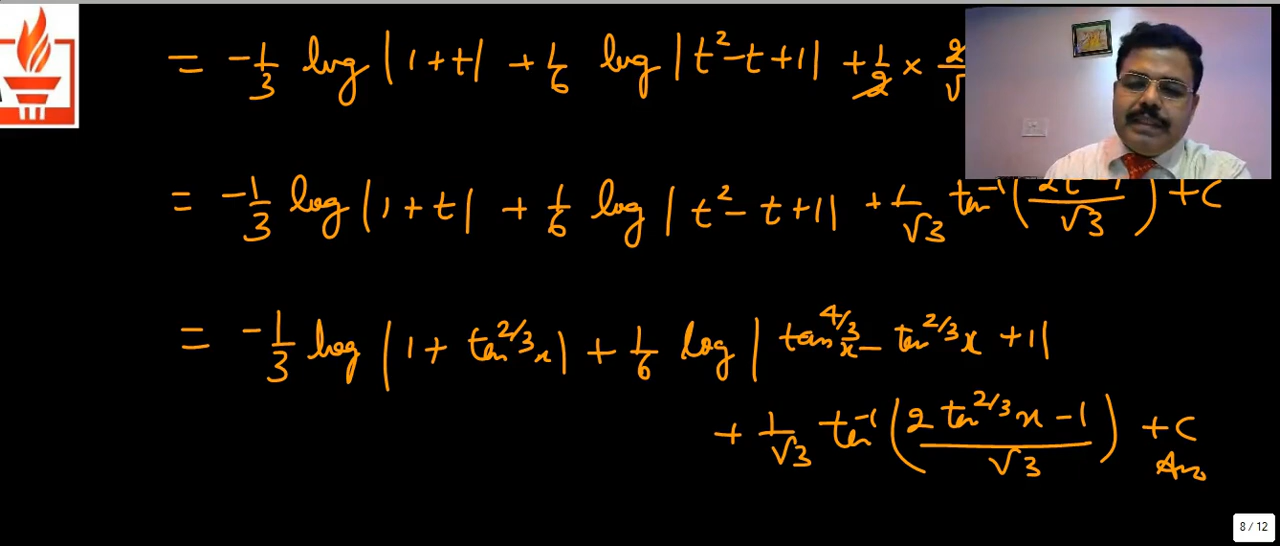 = -1/3 log |1+t| + 1/6 log |t²-t+1| + 1/2 × 2/√
= -1/3 log |1+t| + 1/6 log |t²-t+1| + 1/√3 tan⁻¹ (2t-1/√3) + C
= -1/3 log |1+tan^2/3 x| + 1/6 log |tan^4/3 x - tan^2/3 x + 1|
+ 1/√3 tan⁻¹ (2 tan^2/3 x - 1/√3) + C
Ans
8 / 12